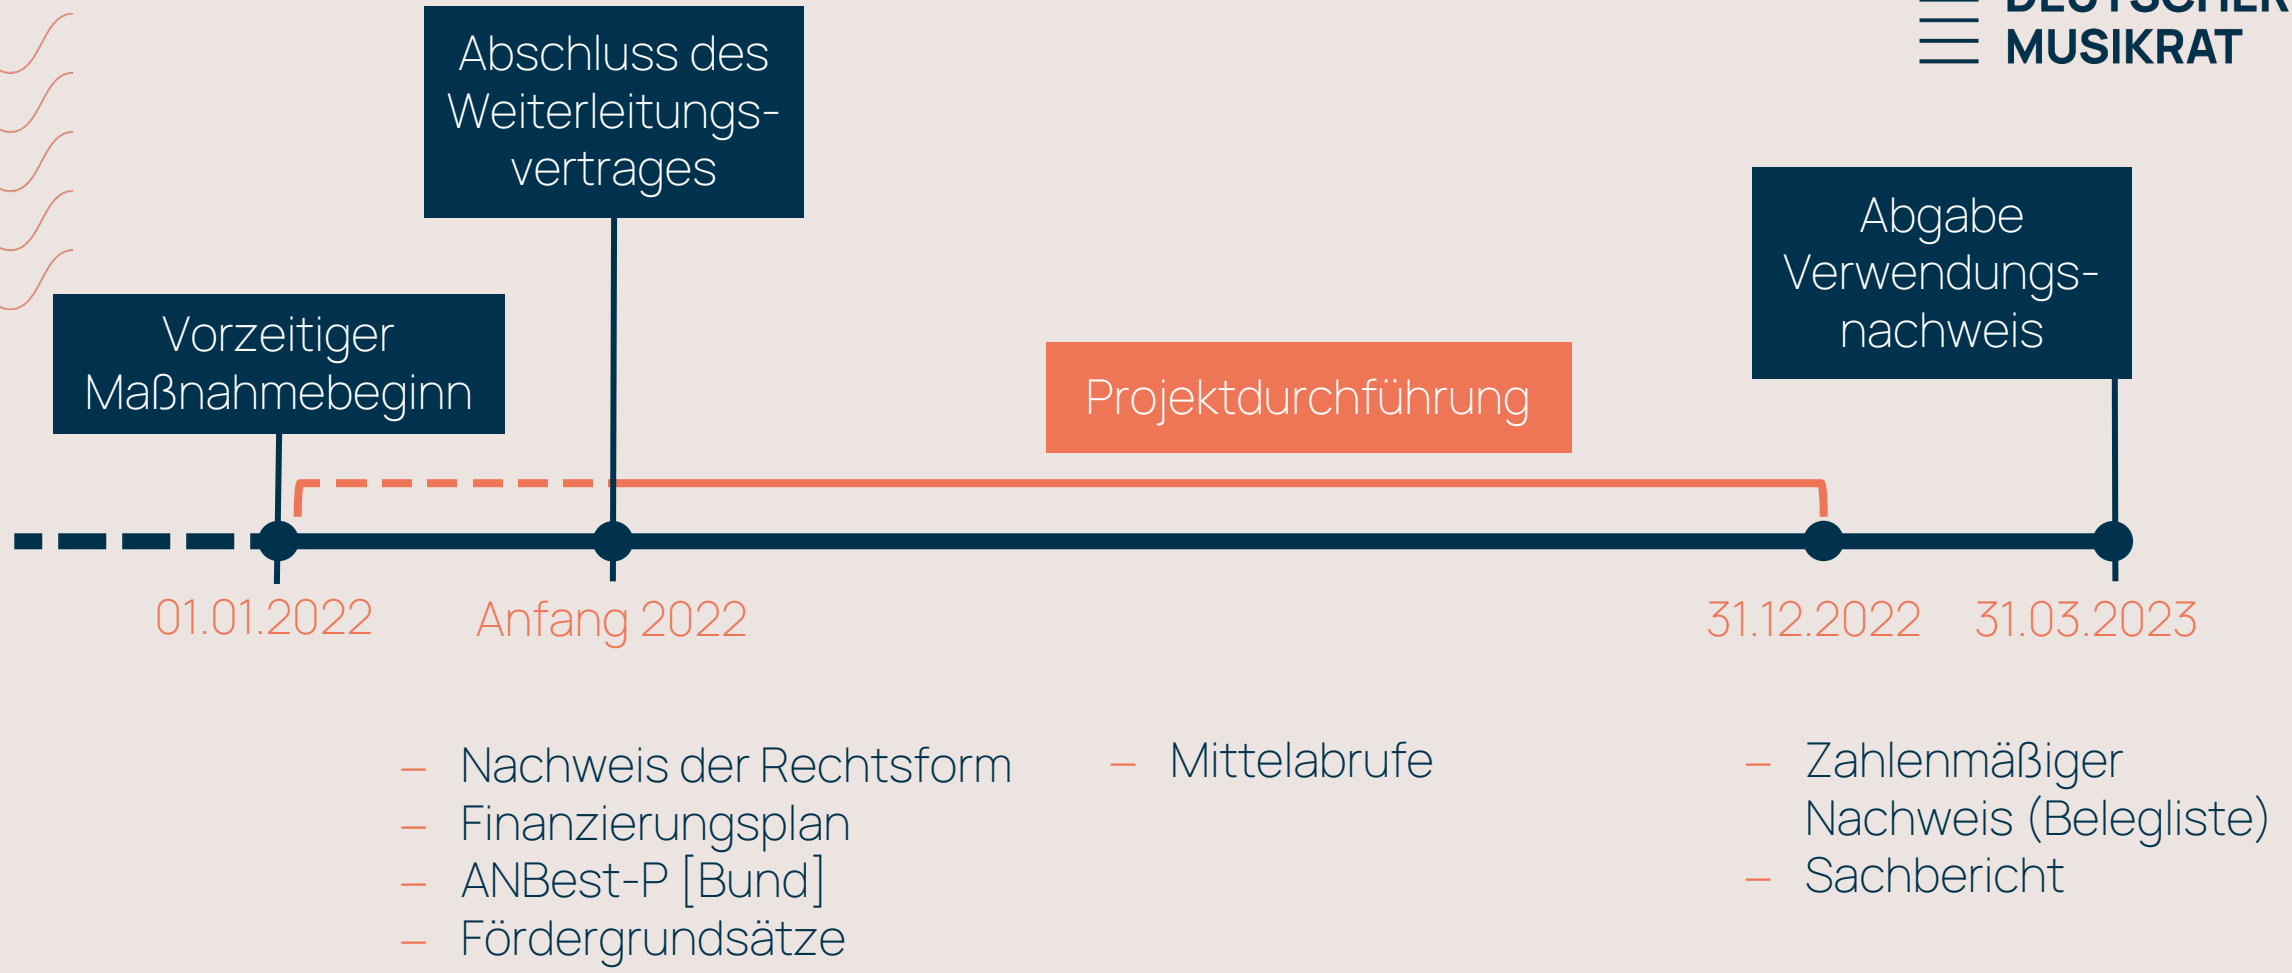 DEUTSCHER
MUSIKRAT
Abschluss des
Weiterleitungs-
vertrages
Abgabe
Verwendungs-
nachweis
Vorzeitiger
Maßnahmebeginn
Projektdurchführung
01.01.2022
Anfang 2022
31.12.2022
31.03.2023
– Nachweis der Rechtsform
– Finanzierungsplan
– ANBest-P [Bund]
– Fördergrundsätze
– Mittelabrufe
– Zahlenmäßiger
Nachweis (Belegliste)
– Sachbericht